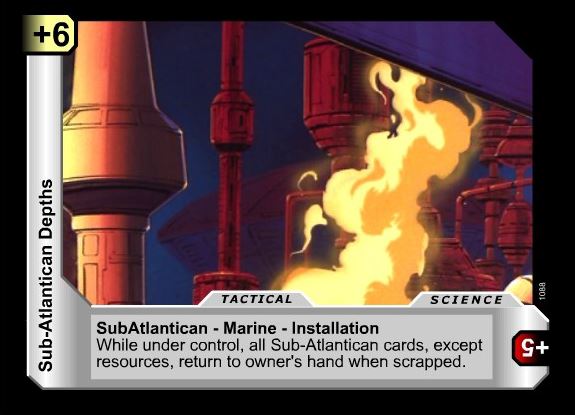 +6
Sub-Atlantican Depths
TACTICAL
SCIENCE
1088
SubAtlantican - Marine - Installation
While under control, all Sub-Atlantican cards, except
resources, return to owner's hand when scrapped.
+5